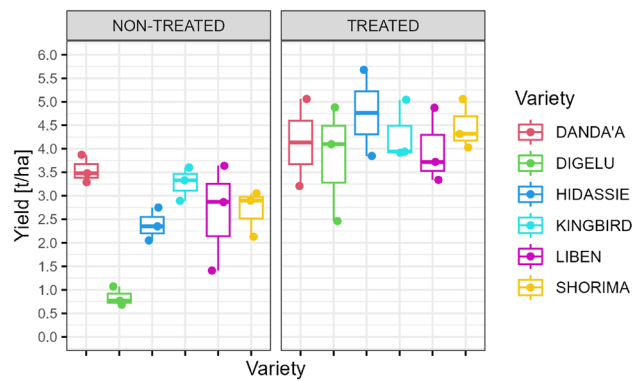 NON-TREATED
TREATED
6.0
5.5
5.0
4.5
4.0
3.5
3.0
2.5
2.0
1.5
1.0
0.5
0.0
Yield [t/ha]
Variety
Variety
DANDA'A
DIGELU
HIDASSIE
KINGBIRD
LIBEN
SHORIMA